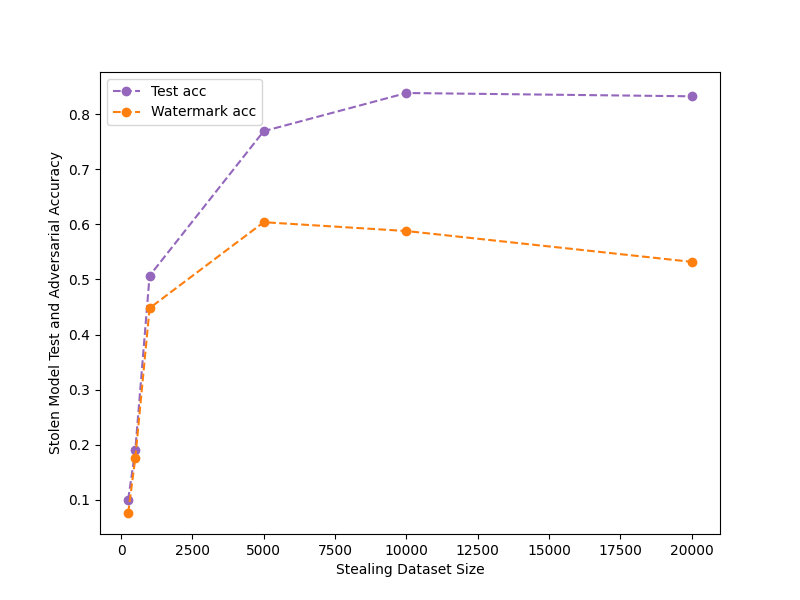 Test acc
Watermark acc
Stolen Model Test and Adversarial Accuracy
0.8
0.7
0.6
0.5
0.4
0.3
0.2
0.1
0 2500 5000 7500 10000 12500 15000 17500 20000
Stealing Dataset Size